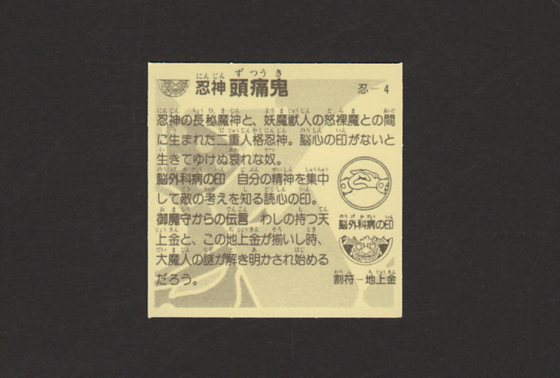 忍神 頭痛鬼 忍－4
忍神の長秘魔神と、妖魔獣人の怒裸魔との間
に生まれた二重人格忍神。脳心の印がないと
生きてゆけぬ哀れな奴。
脳外科病の印　自分の精神を集中
して敵の考えを知る読心の印。
御魔守からの伝言　わしの持つ天
上金と、この地上金が揃いし時、
大魔人の謎が解き明かされ始める
だろう。
脳外科病の印
割符－地上金